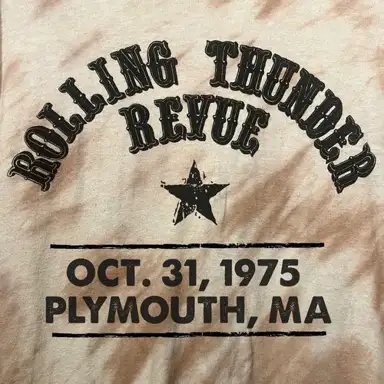 ROLLING THUNDER
REVUE
OCT. 31, 1975
PLYMOUTH, MA